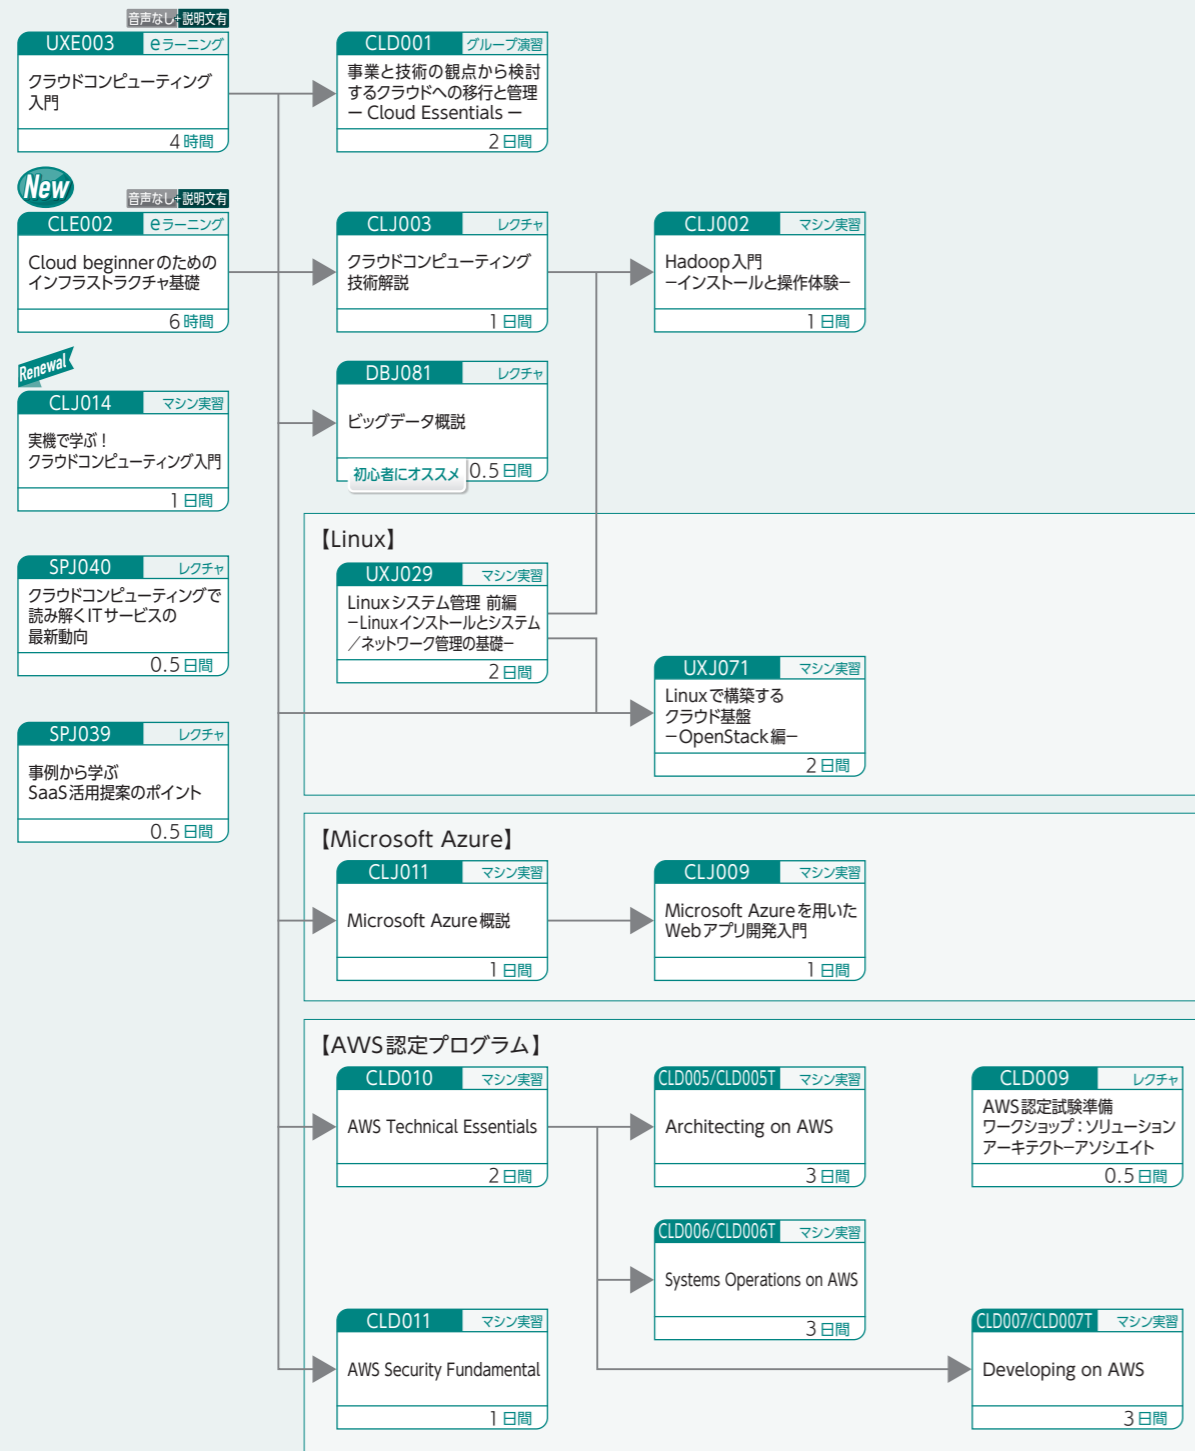 音声なし+説明文有
UXE003 eラーニング
クラウドコンピューティング
入門
4時間
CLD001 グループ演習
事業と技術の観点から検討
するクラウドへの移行と管理
ー Cloud Essentials ー
2日間
New
音声なし+説明文有
CLE002 eラーニング
Cloud beginnerのための
インフラストラクチャ基礎
6時間
CLJ003 レクチャ
クラウドコンピューティング
技術解説
1日間
CLJ002 マシン実習
Hadoop入門
−インストールと操作体験−
1日間
Renewal
CLJ014 マシン実習
実機で学ぶ！
クラウドコンピューティング入門
1日間
DBJ081 レクチャ
ビッグデータ概説
初心者にオススメ 0.5日間
SPJ040 レクチャ
クラウドコンピューティングで
読み解くITサービスの
最新動向
0.5日間
SPJ039 レクチャ
事例から学ぶ
SaaS活用提案のポイント
0.5日間
【Linux】
UXJ029 マシン実習
Linuxシステム管理 前編
−Linuxインストールとシステム
／ネットワーク管理の基礎−
2日間
UXJ071 マシン実習
Linuxで構築する
クラウド基盤
−OpenStack編−
2日間
【Microsoft Azure】
CLJ011 マシン実習
Microsoft Azure概説
1日間
CLJ009 マシン実習
Microsoft Azureを用いた
Webアプリ開発入門
1日間
【AWS認定プログラム】
CLD010 マシン実習
AWS Technical Essentials
2日間
CLD005/CLD005T マシン実習
Architecting on AWS
3日間
CLD009 レクチャ
AWS認定試験準備
ワークショップ：ソリューション
アーキテクト−アソシエイト
0.5日間
CLD006/CLD006T マシン実習
Systems Operations on AWS
3日間
CLD011 マシン実習
AWS Security Fundamental
1日間
CLD007/CLD007T マシン実習
Developing on AWS
3日間